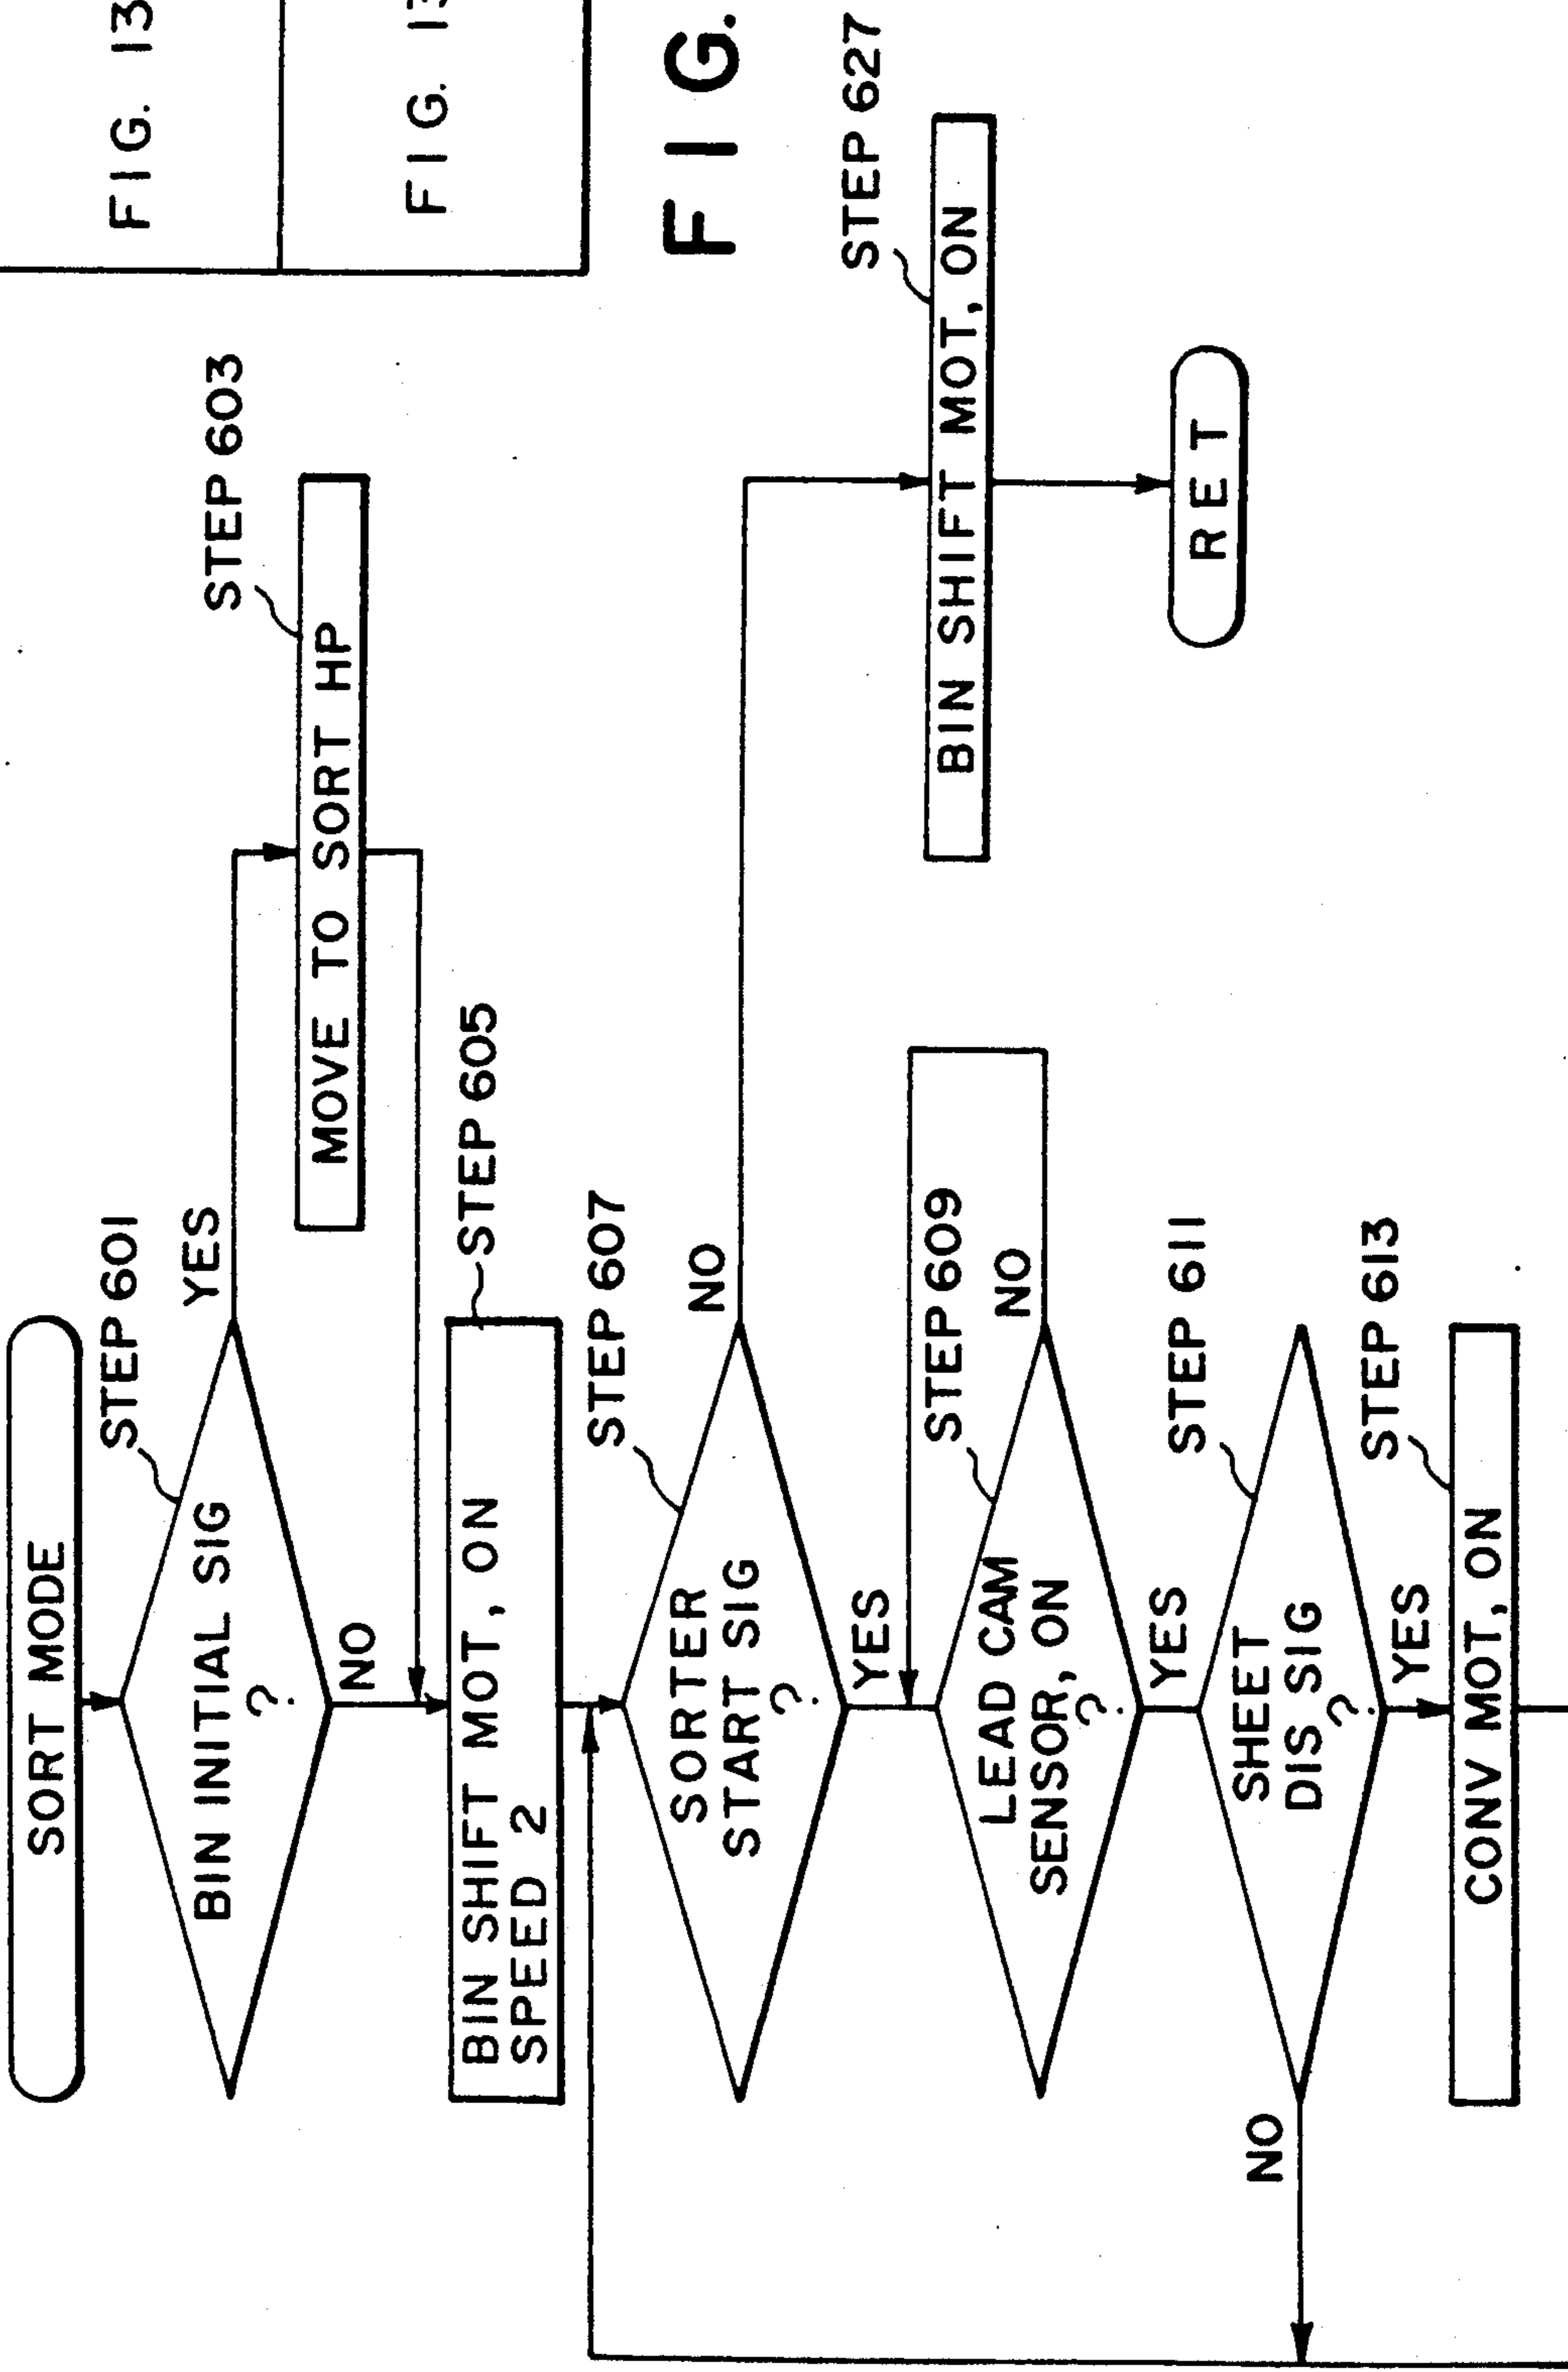 SORT MODE
STEP 601
BIN INITIAL SIG
?
YES
NO
STEP 603
MOVE TO SORT HP
STEP 605
BIN SHIFT MOT, ON
SPEED 2
STEP 607
SORTER
START SIG
?
NO
YES
STEP 627
BIN SHIFT MOT, ON
RET
STEP 609
LEAD CAM
SENSOR, ON
?
NO
YES
STEP 611
SHEET
DIS SIG
?
NO
YES
STEP 613
CONV MOT, ON
FIG. 13
FIG. 13
FIG.